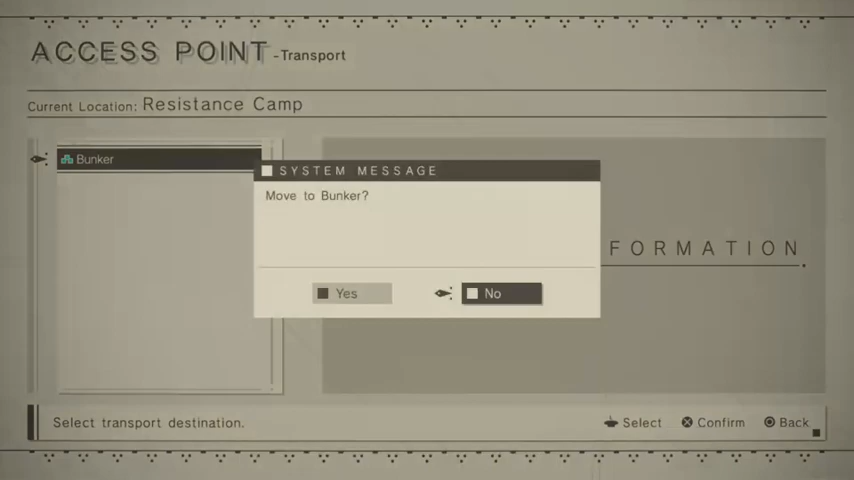 ACCESS POINT -Transport
Current Location: Resistance Camp
Bunker
SYSTEM MESSAGE
Move to Bunker?
FORMATION
Yes
No
Select transport destination.
Select Confirm Back